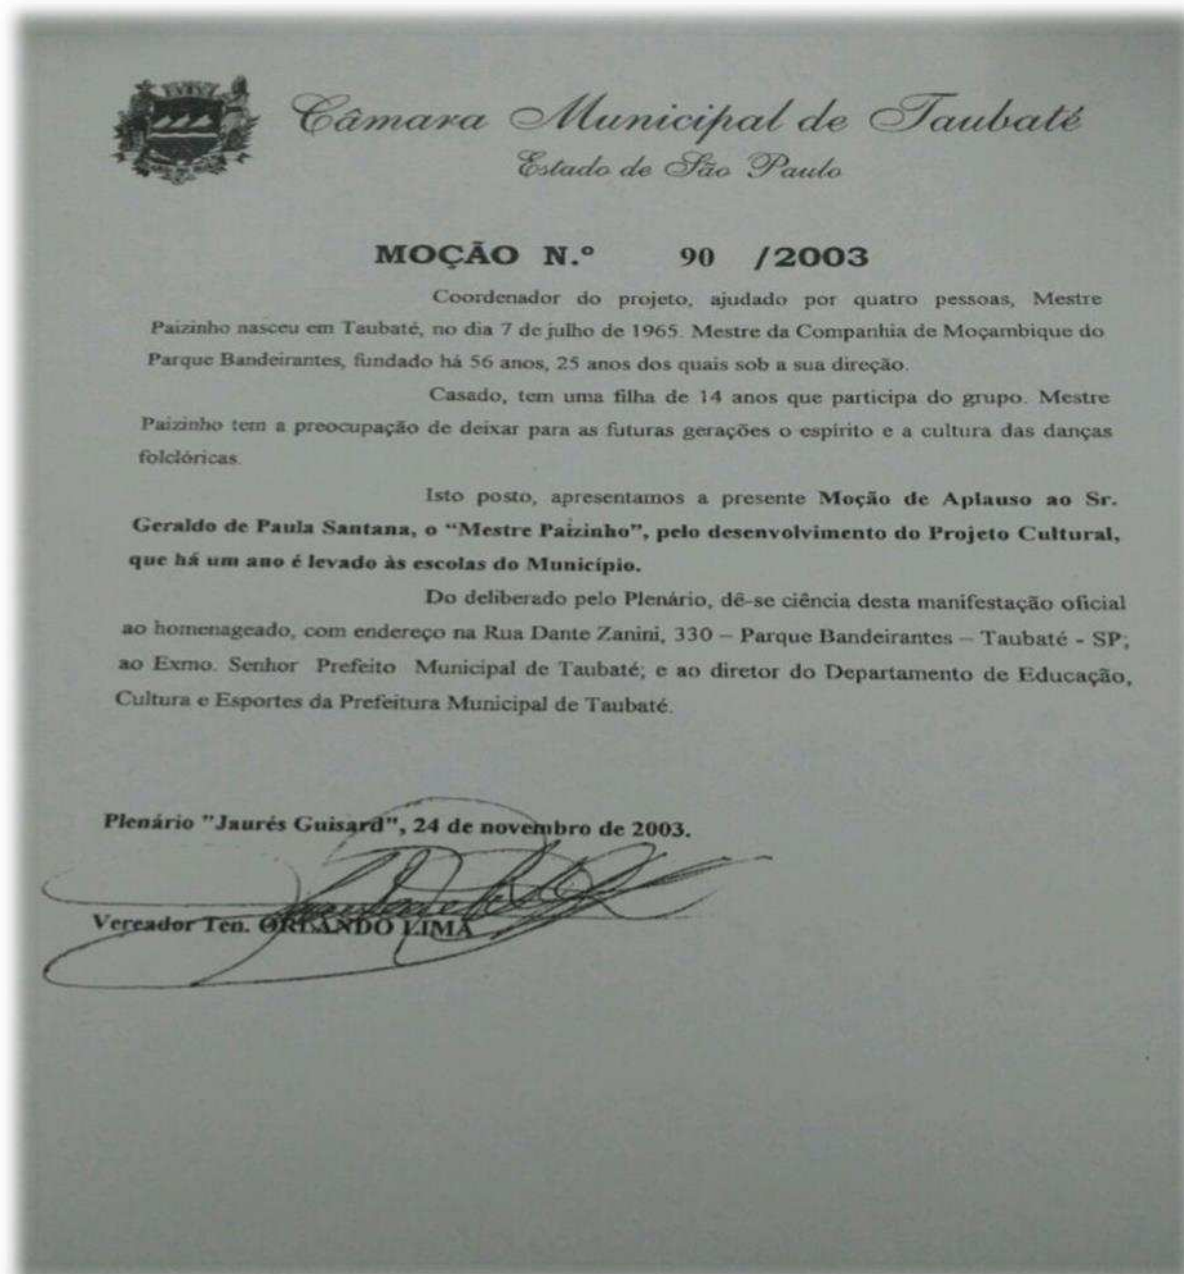 Câmara Municipal de Taubaté
Estado de São Paulo
MOÇÃO N.º 90 /2003
Coordenador do projeto, ajudado por quatro pessoas, Mestre
Paizinho nasceu em Taubaté, no dia 7 de julho de 1965. Mestre da Companhia de Moçambique do
Parque Bandeirantes, fundado há 56 anos, 25 anos dos quais sob a sua direção.
Casado, tem uma filha de 14 anos que participa do grupo. Mestre
Paizinho tem a preocupação de deixar para as futuras gerações o espírito e a cultura das danças
folclóricas.
Isto posto, apresentamos a presente Moção de Aplauso ao Sr.
Geraldo de Paula Santana, o “Mestre Paizinho”, pelo desenvolvimento do Projeto Cultural,
que há um ano é levado às escolas do Município.
Do deliberado pelo Plenário, dê-se ciência desta manifestação oficial
ao homenageado, com endereço na Rua Dante Zanini, 330 – Parque Bandeirantes – Taubaté - SP;
ao Exmo. Senhor Prefeito Municipal de Taubaté; e ao diretor do Departamento de Educação,
Cultura e Esportes da Prefeitura Municipal de Taubaté.
Plenário "Jaurés Guisard", 24 de novembro de 2003.
Vereador Ten. ORLANDO LIMA